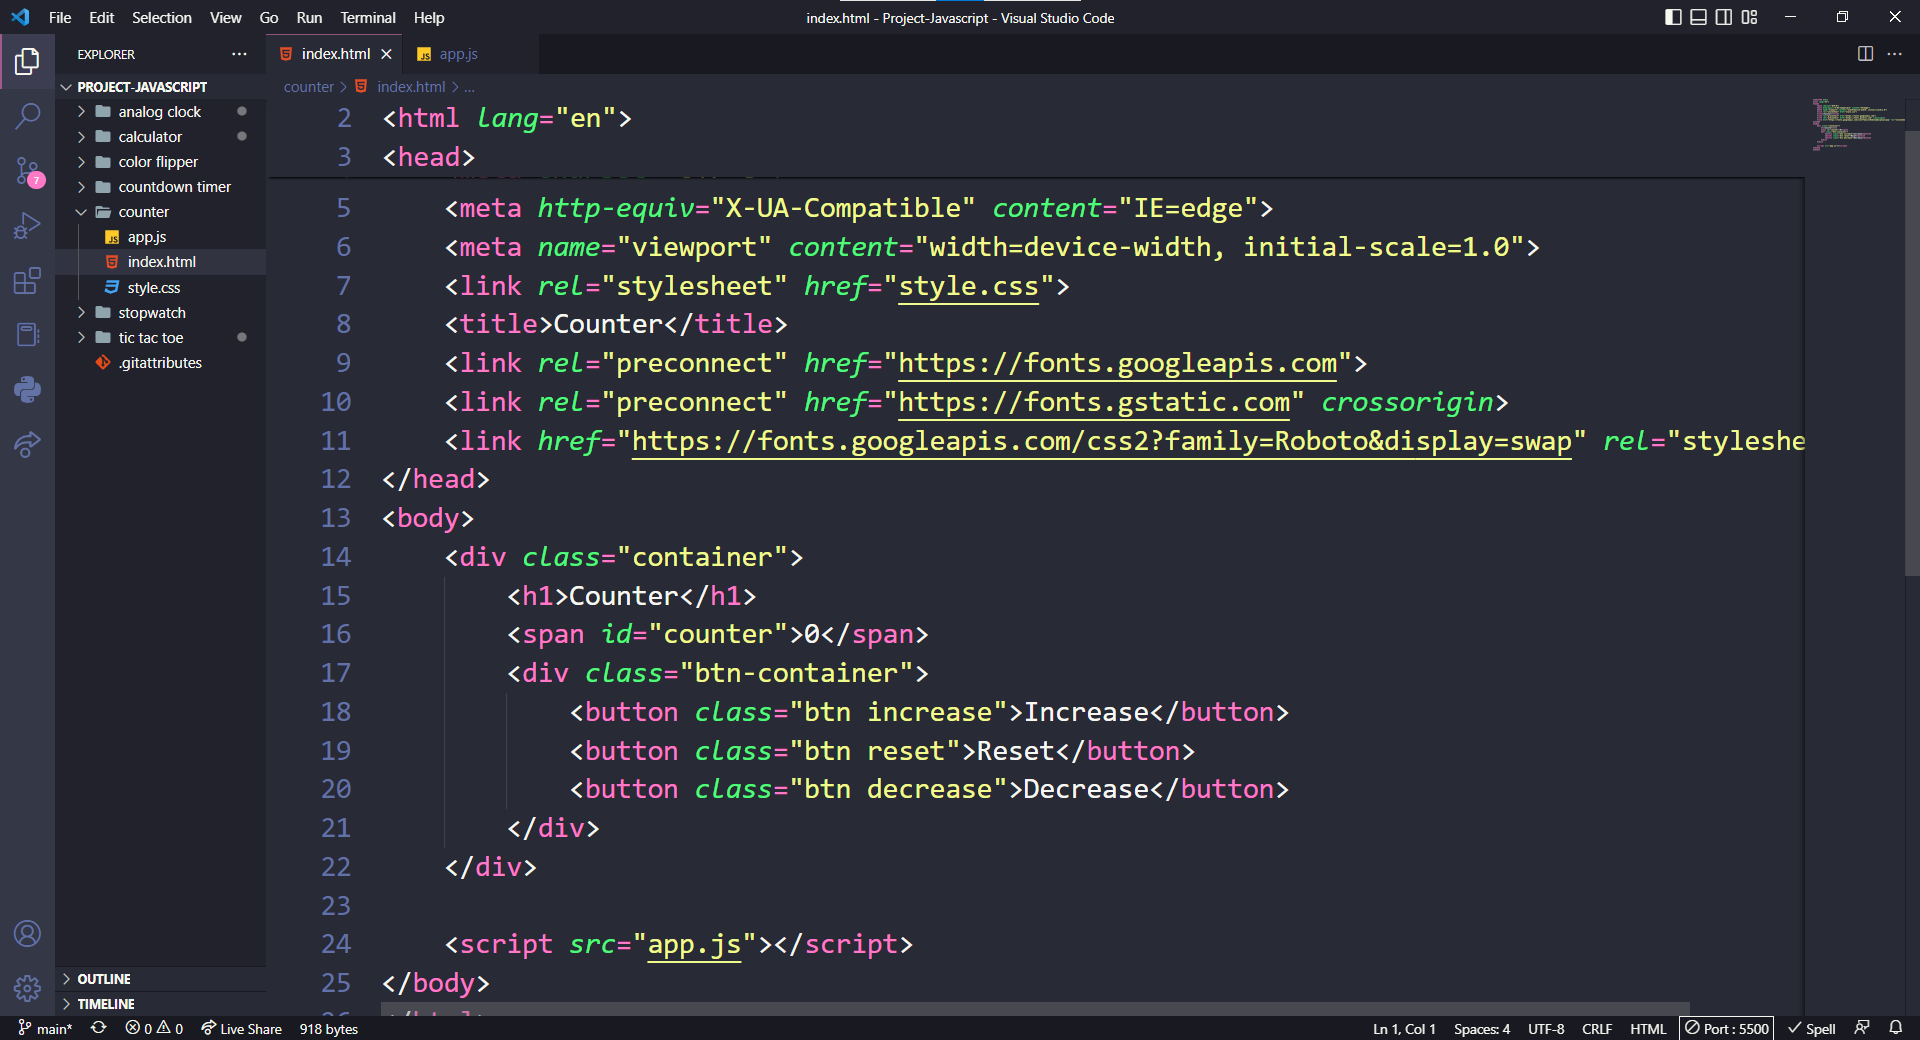 File Edit Selection View Go Run Terminal Help
index.html - Project-Javascript - Visual Studio Code
EXPLORER
PROJECT-JAVASCRIPT
analog clock
calculator
color flipper
countdown timer
counter
app.js
index.html
style.css
stopwatch
tic tac toe
.gitattributes
OUTLINE
TIMELINE
7
index.html
app.js
counter > index.html > ...
2 <html lang="en">
3 <head>
5 <meta http-equiv="X-UA-Compatible" content="IE=edge">
6 <meta name="viewport" content="width=device-width, initial-scale=1.0">
7 <link rel="stylesheet" href="style.css">
8 <title>Counter</title>
9 <link rel="preconnect" href="https://fonts.googleapis.com">
10 <link rel="preconnect" href="https://fonts.gstatic.com" crossorigin>
11 <link href="https://fonts.googleapis.com/css2?family=Roboto&display=swap" rel="styleshe
12 </head>
13 <body>
14 <div class="container">
15 <h1>Counter</h1>
16 <span id="counter">0</span>
17 <div class="btn-container">
18 <button class="btn increase">Increase</button>
19 <button class="btn reset">Reset</button>
20 <button class="btn decrease">Decrease</button>
21 </div>
22 </div>
23
24 <script src="app.js"></script>
25 </body>
main* 0 0 Live Share 918 bytes
Ln 1, Col 1 Spaces: 4 UTF-8 CRLF HTML Port : 5500 Spell